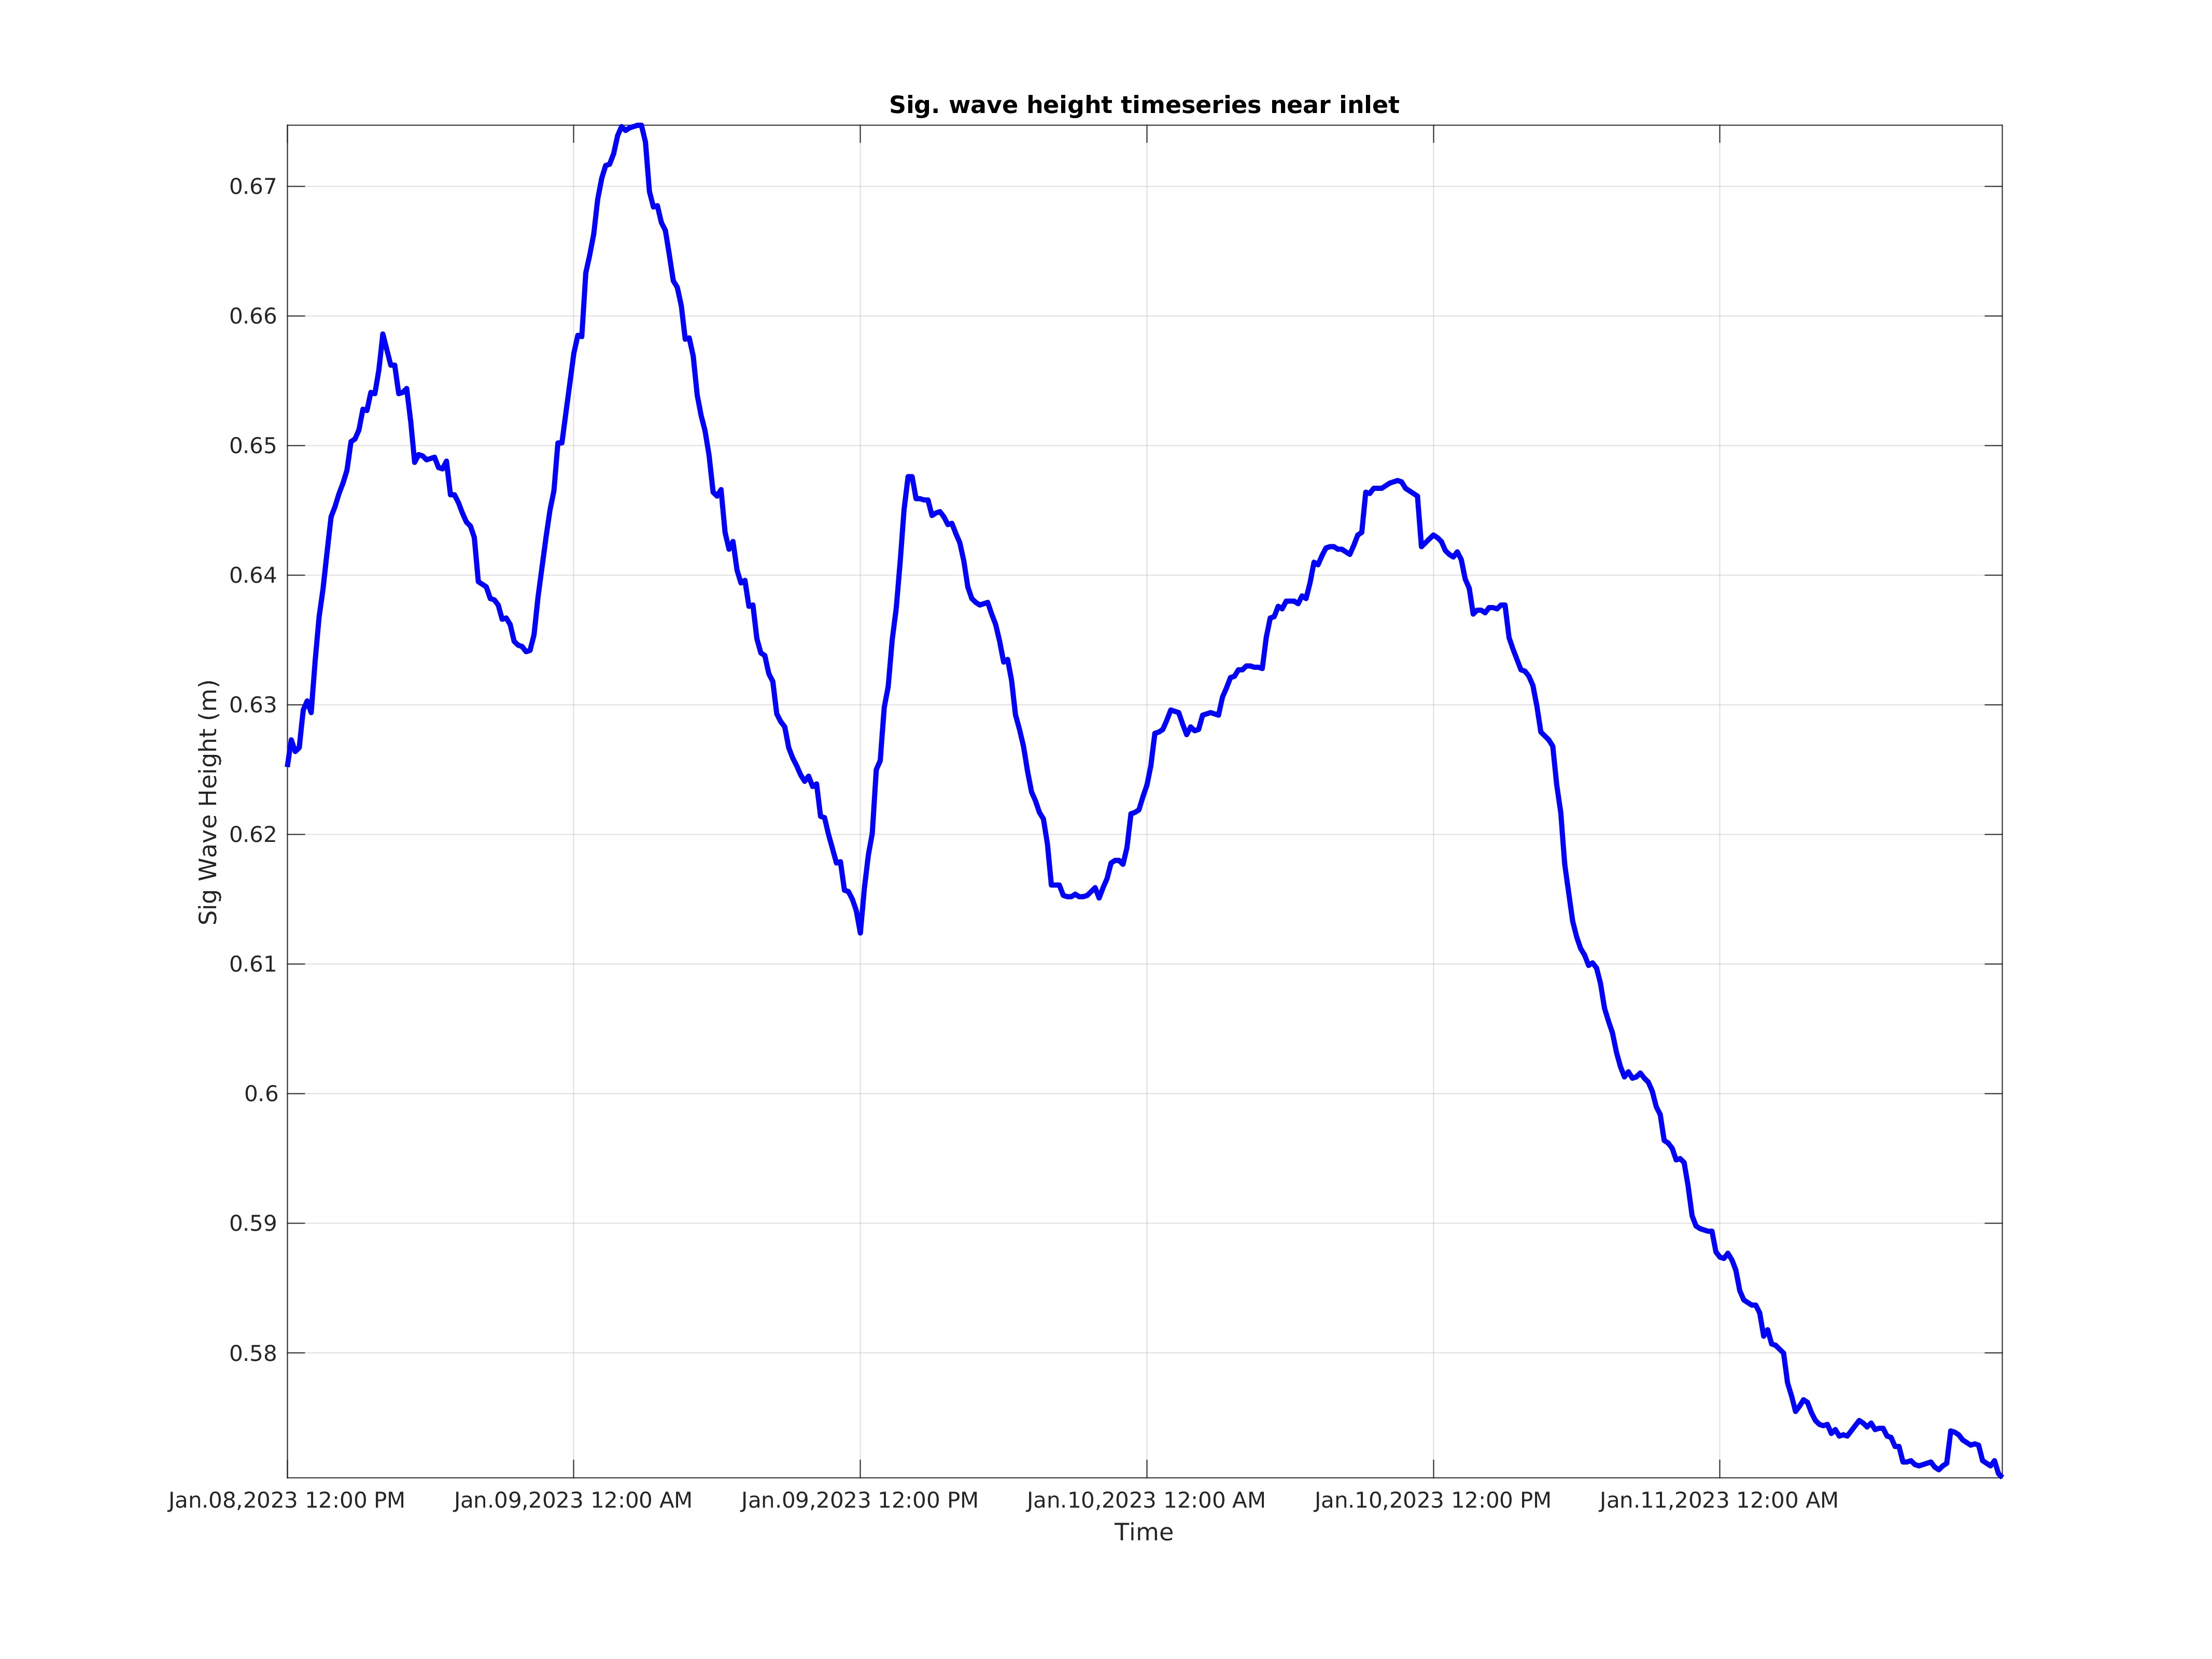 Sig. wave height timeseries near inlet
0.67
0.66
0.65
0.64
0.63
0.62
0.61
0.6
0.59
0.58
Sig Wave Height (m)
Jan.08,2023 12:00 PM
Jan.09,2023 12:00 AM
Jan.09,2023 12:00 PM
Jan.10,2023 12:00 AM
Jan.10,2023 12:00 PM
Jan.11,2023 12:00 AM
Time